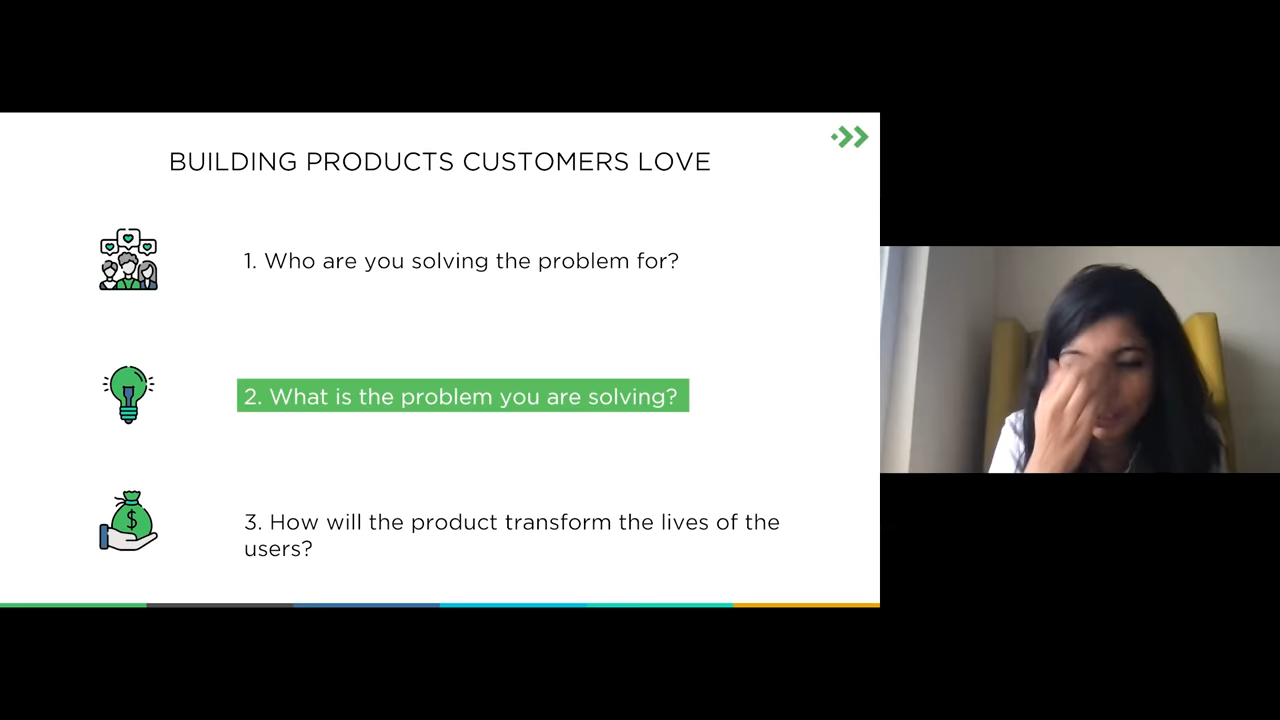 BUILDING PRODUCTS CUSTOMERS LOVE
1. Who are you solving the problem for?
2. What is the problem you are solving?
$
3. How will the product transform the lives of the
users?